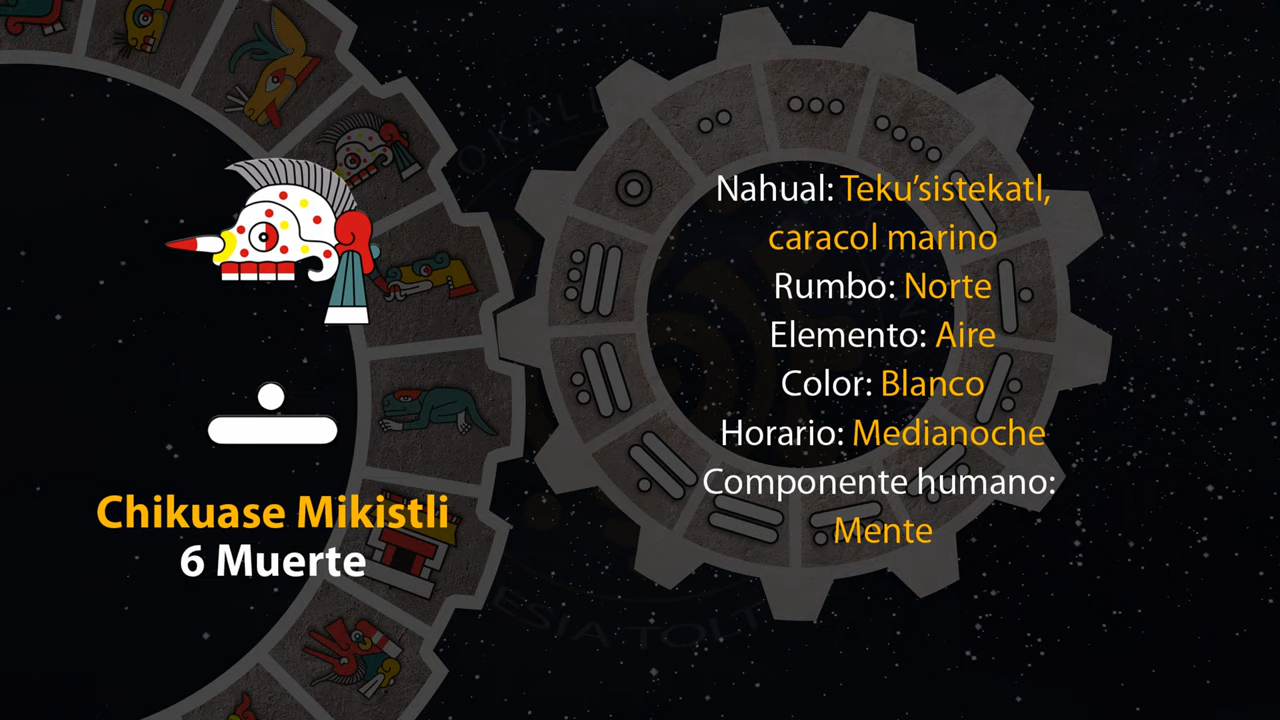 Nahual: Teku’sistekatl,
caracol marino
Rumbo: Norte
Elemento: Aire
Color: Blanco
Horario: Medianoche
Componente humano:
Mente
Chikuase Mikistli
6 Muerte